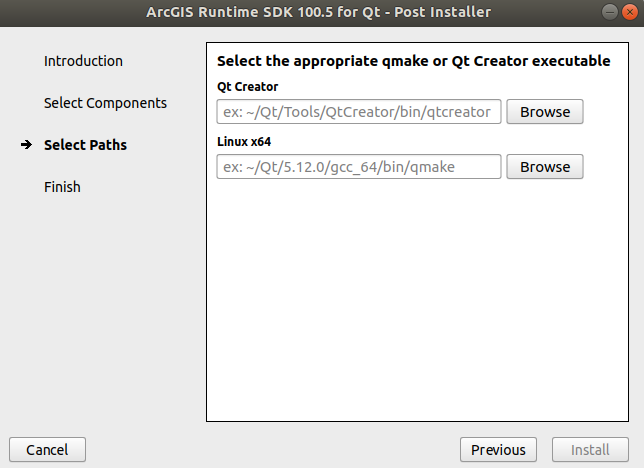 ArcGIS Runtime SDK 100.5 for Qt - Post Installer
Introduction
Select Components
Select Paths
Finish
Select the appropriate qmake or Qt Creator executable
Qt Creator
ex: ~/Qt/Tools/QtCreator/bin/qtcreator Browse
Linux x64
ex: ~/Qt/5.12.0/gcc_64/bin/qmake Browse
Cancel Previous Install